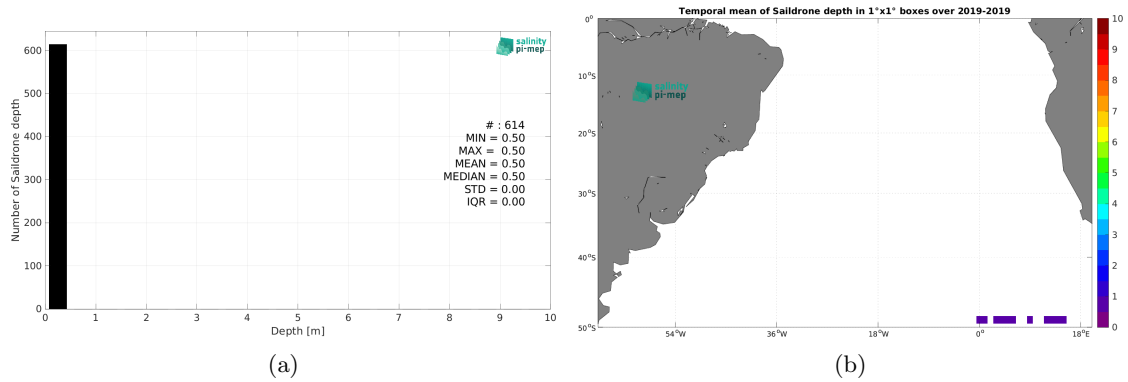 Number of Saildrone depth
600
500
400
300
200
100
0
0 1 2 3 4 5 6 7 8 9 10
Depth [m]
salinity
pi-mep
# : 614
MIN = 0.50
MAX = 0.50
MEAN = 0.50
MEDIAN = 0.50
STD = 0.00
IQR = 0.00
(a)
Temporal mean of Saildrone depth in 1°x1° boxes over 2019-2019
0°
10°S
20°S
30°S
40°S
50°S
54°W 36°W 18°W 0° 18°E
salinity
pi-mep
10
9
8
7
6
5
4
3
2
1
0
(b)